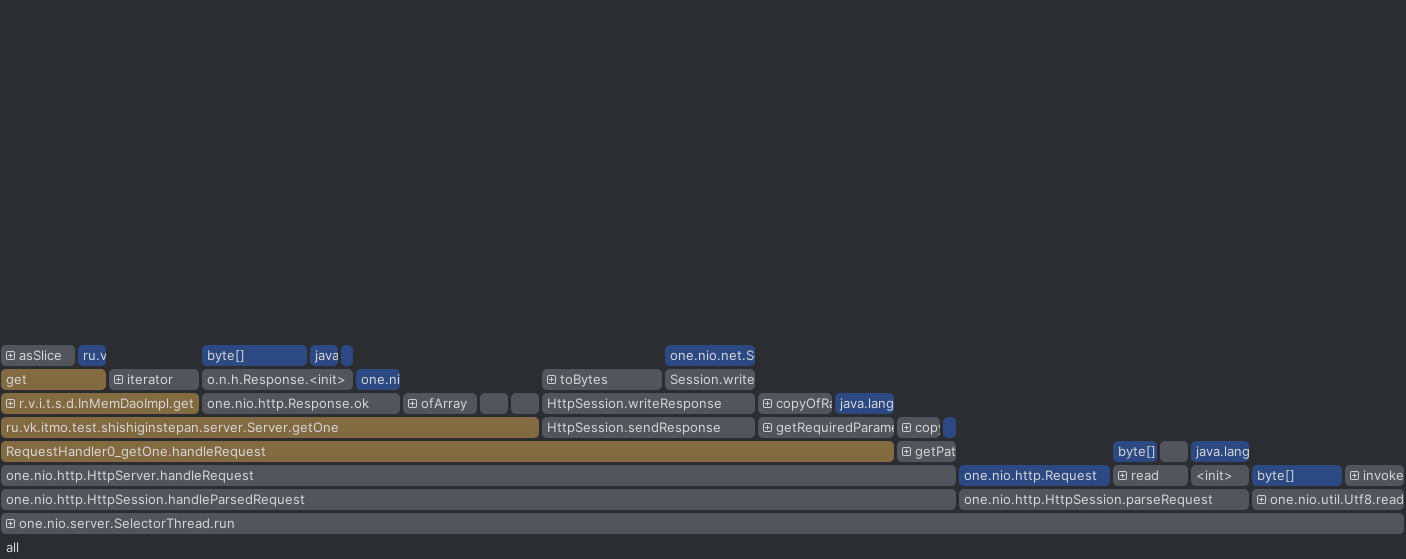 asSlice ru.v byte[] java one.nio.net.S
get iterator o.n.h.Response.<init> one.ni toBytes Session.write
r.v.i.t.s.d.InMemDaoImpl.get one.nio.http.Response.ok ofArray HttpSession.writeResponse copyOfRa java.lang
ru.vk.itmo.test.shishiginstepan.server.Server.getOne HttpSession.sendResponse getRequiredParame copy
RequestHandler0_getOne.handleRequest getPat byte[] java.lang
one.nio.http.HttpServer.handleRequest one.nio.http.Request read <init> byte[] invoke
one.nio.http.HttpSession.handleParsedRequest one.nio.http.HttpSession.parseRequest one.nio.util.Utf8.read
one.nio.server.SelectorThread.run
all